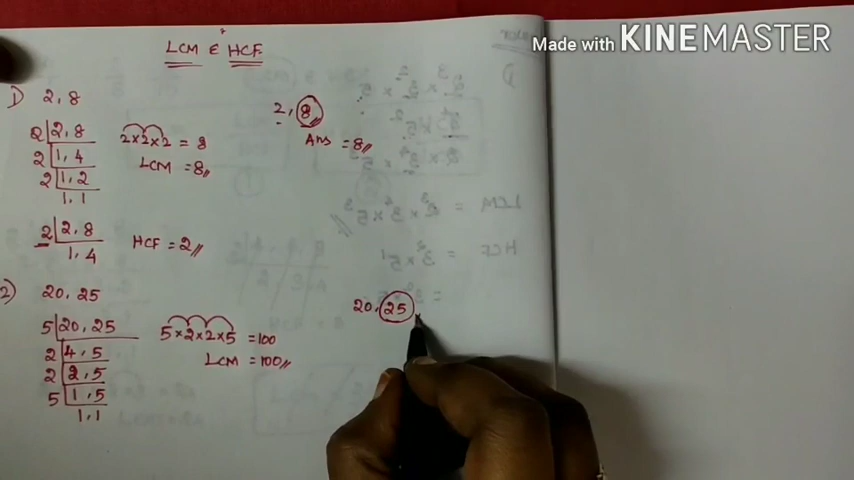 Made with KINEMASTER
LCM & HCF
1) 2, 8
2 | 2, 8
2 | 1, 4
2 | 1, 2
1, 1
2×2×2 = 8
LCM = 8
2, 8
Ans = 8
2 | 2, 8
1, 4
HCF = 2
2) 20, 25
5 | 20, 25
2 | 4, 5
2 | 2, 5
5 | 1, 5
1, 1
5×2×2×5 = 100
LCM = 100
20, 25